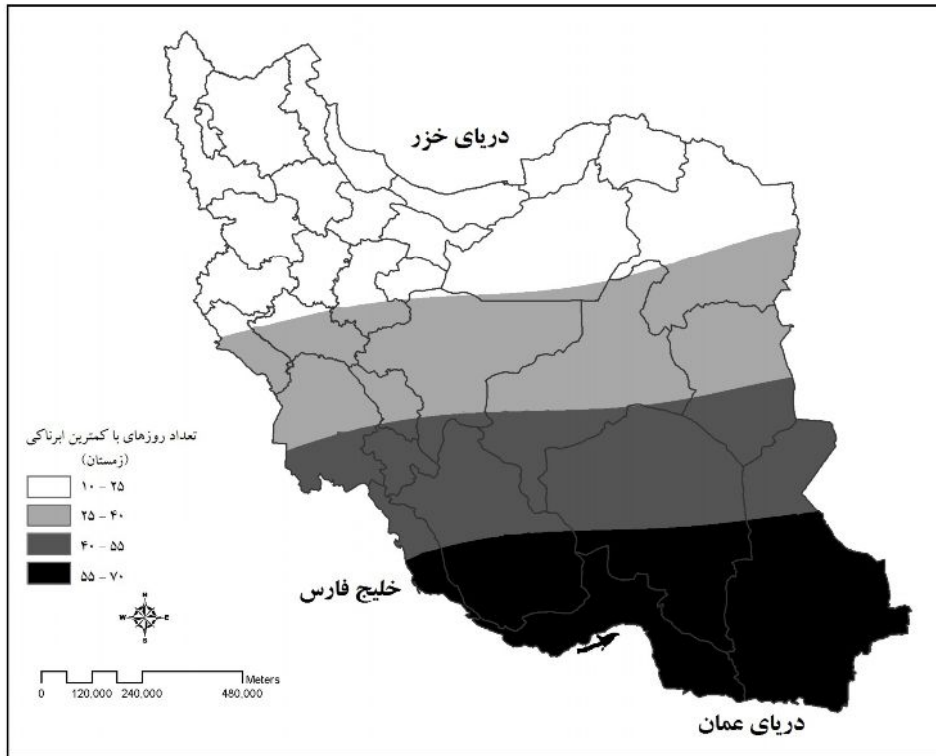 دریای خزر
تعداد روزهای با کمترین ابرناکی
(زمستان)
۱۰ - ۲۵
۲۵ - ۴۰
۴۰ - ۵۵
۵۵ - ۷۰
خلیج فارس
N
W E
S
Meters
0 120,000 240,000 480,000
دریای عمان